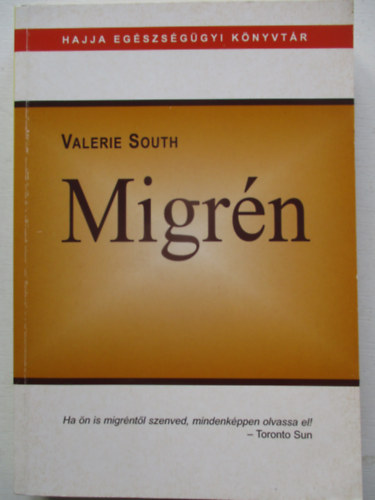 HAJJA EGÉSZSÉGÜGYI KÖNYVTÁR
VALERIE SOUTH
Migrén
Ha ön is migréntől szenved, mindenképpen olvassa el!
– Toronto Sun